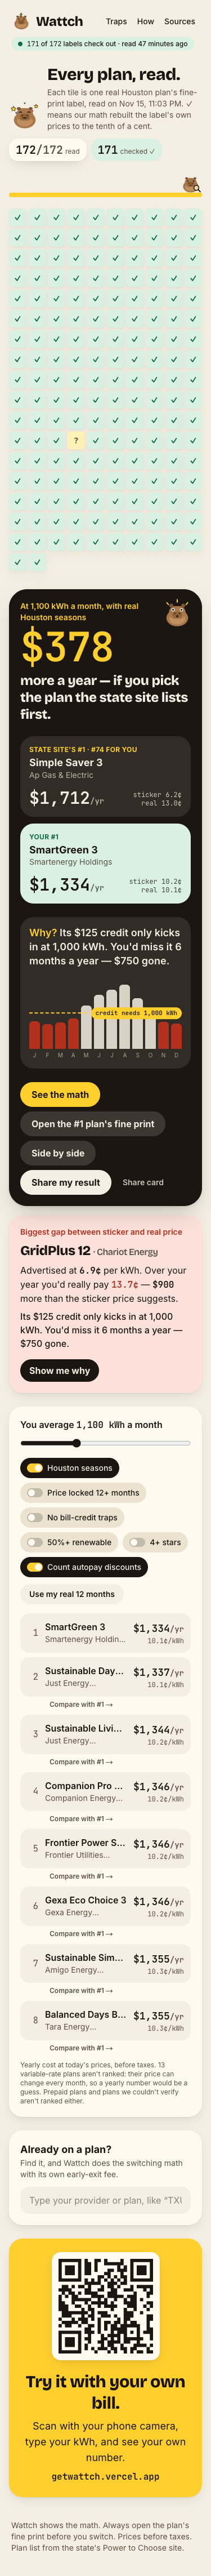 Wattch
Traps How Sources
171 of 172 labels check out · read 47 minutes ago
Every plan, read.
Each tile is one real Houston plan's fine-
print label, read on Nov 15, 11:03 PM. ✓
means our math rebuilt the label's own
prices to the tenth of a cent.
172/172 read
171 checked ✓
?
At 1,100 kWh a month, with real
Houston seasons
$378
more a year — if you pick
the plan the state site lists
first.
STATE SITE'S #1 · #74 FOR YOU
Simple Saver 3
Ap Gas & Electric
$1,712/yr
sticker 6.2¢
real 13.0¢
YOUR #1
SmartGreen 3
Smartenergy Holdings
$1,334/yr
sticker 10.2¢
real 10.1¢
Why? Its $125 credit only kicks
in at 1,000 kWh. You'd miss it 6
months a year — $750 gone.
credit needs 1,000 kWh
J F M A M J J A S O N D
See the math
Open the #1 plan's fine print
Side by side
Share my result
Share card
Biggest gap between sticker and real price
GridPlus 12 · Chariot Energy
Advertised at 6.9¢ per kWh. Over your
year you'd really pay 13.7¢ — $900
more than the sticker price suggests.
Its $125 credit only kicks in at 1,000
kWh. You'd miss it 6 months a year —
$750 gone.
Show me why
You average 1,100 kWh a month
Houston seasons
Price locked 12+ months
No bill-credit traps
50%+ renewable
4+ stars
Count autopay discounts
Use my real 12 months
1 SmartGreen 3 $1,334/yr
Smartenergy Holdin... 10.1¢/kWh
2 Sustainable Day... $1,337/yr
Just Energy... 10.1¢/kWh
Compare with #1 →
3 Sustainable Livi... $1,344/yr
Just Energy... 10.2¢/kWh
Compare with #1 →
4 Companion Pro ... $1,346/yr
Companion Energy... 10.2¢/kWh
Compare with #1 →
5 Frontier Power S... $1,346/yr
Frontier Utilities... 10.2¢/kWh
Compare with #1 →
6 Gexa Eco Choice 3 $1,346/yr
Gexa Energy... 10.2¢/kWh
Compare with #1 →
7 Sustainable Sim... $1,355/yr
Amigo Energy... 10.3¢/kWh
Compare with #1 →
8 Balanced Days B... $1,355/yr
Tara Energy... 10.3¢/kWh
Compare with #1 →
Yearly cost at today's prices, before taxes. 13
variable-rate plans aren't ranked: their price can
change every month, so a yearly number would be a
guess. Prepaid plans and plans we couldn't verify
aren't ranked either.
Already on a plan?
Find it, and Wattch does the switching math
with its own early-exit fee.
Type your provider or plan, like "TXU
Try it with your own
bill.
Scan with your phone camera,
type your kWh, and see your own
number.
getwattch.vercel.app
Wattch shows the math. Always open the plan's
fine print before you switch. Prices before taxes.
Plan list from the state's Power to Choose site.